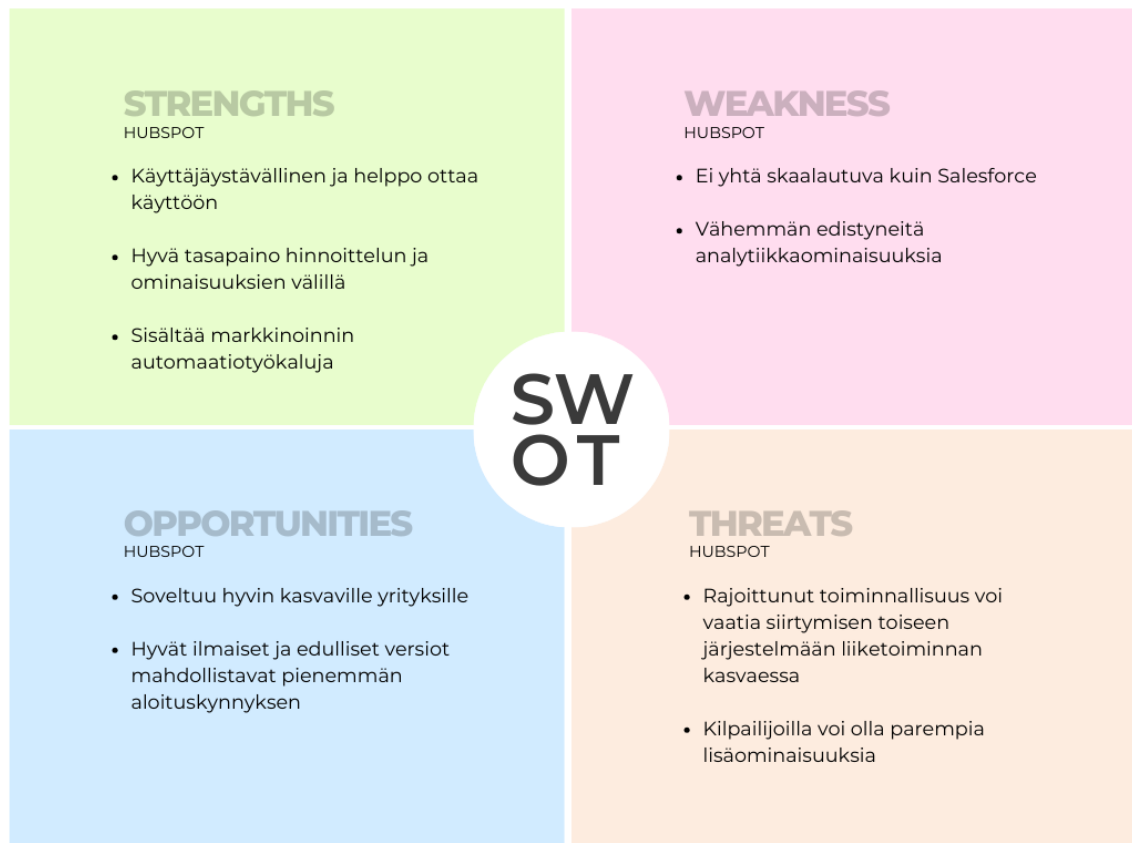 STRENGTHS
HUBSPOT
• Käyttäjäystävällinen ja helppo ottaa
käyttöön
• Hyvä tasapaino hinnoittelun ja
ominaisuuksien välillä
• Sisältää markkinoinnin
automaatiotyökaluja
WEAKNESS
HUBSPOT
• Ei yhtä skaalautuva kuin Salesforce
• Vähemmän edistyneitä
analytiikkaominaisuuksia
SW
OT
OPPORTUNITIES
HUBSPOT
• Soveltuu hyvin kasvaville yrityksille
• Hyvät ilmaiset ja edulliset versiot
mahdollistavat pienemmän
aloituskynnyksen
THREATS
HUBSPOT
• Rajoittunut toiminnallisuus voi
vaatia siirtymisen toiseen
järjestelmään liiketoiminnan
kasvaessa
• Kilpailijoilla voi olla parempia
lisäominaisuuksia